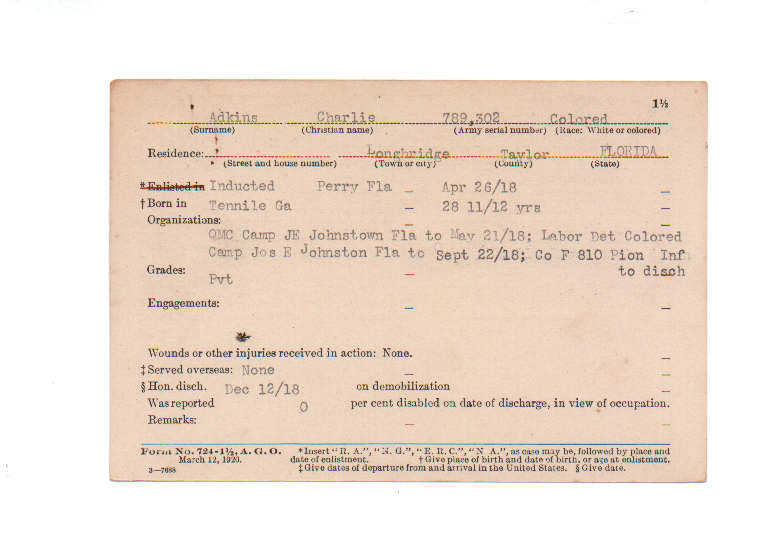 1½
Adkins Charlie 789,302 Colored
(Surname) (Christian name) (Army serial number) (Race: White or colored)
Residence: Longbridge Taylor FLORIDA
(Street and house number) (Town or city) (County) (State)
*Enlisted in Inducted Perry Fla – Apr 26/18 –
†Born in Tennile Ga – 28 11/12 yrs –
Organizations:
QMC Camp JE Johnstown Fla to May 21/18; Labor Det Colored
Camp Jos E Johnston Fla to Sept 22/18; Co F 810 Pion Inf
Grades: – to disch
Pvt
Engagements: – –
Wounds or other injuries received in action: None. –
‡Served overseas: None –
§Hon. disch. Dec 12/18 on demobilization –
Was reported 0 per cent disabled on date of discharge, in view of occupation.
Remarks: – –
Form No. 724-1½, A. G. O. *Insert "R. A.", "N. G.", "E. R. C.", "N. A.", as case may be, followed by place and
March 12, 1920. date of enlistment. †Give place of birth and date of birth, or age at enlistment.
3—7688 ‡Give dates of departure from and arrival in the United States. §Give date.